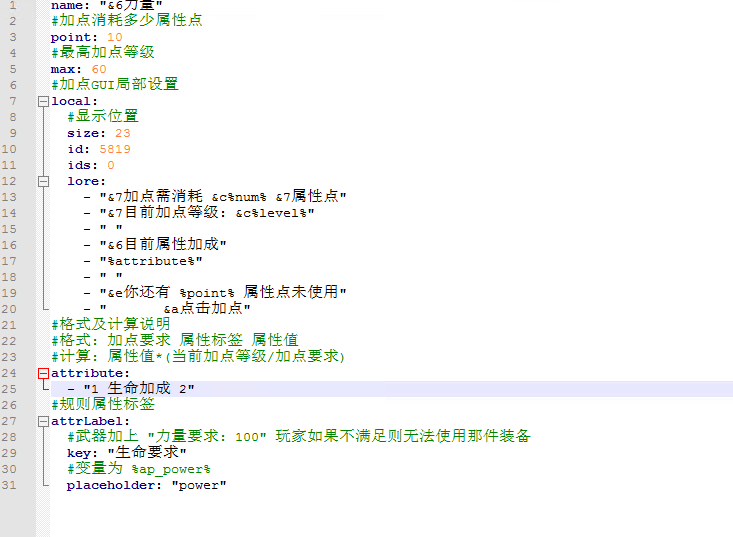 1 name: "&6力量"
2 #加点消耗多少属性点
3 point: 10
4 #最高加点等级
5 max: 60
6 #加点GUI局部设置
7 local:
8 #显示位置
9 size: 23
10 id: 5819
11 ids: 0
12 lore:
13 - "&7加点需消耗 &c%num% &7属性点"
14 - "&7目前加点等级: &c%level%"
15 - " "
16 - "&6目前属性加成"
17 - "%attribute%"
18 - " "
19 - "&e你还有 %point% 属性点未使用"
20 - "       &a点击加点"
21 #格式及计算说明
22 #格式: 加点要求 属性标签 属性值
23 #计算: 属性值*(当前加点等级/加点要求)
24 attribute:
25 - "1 生命加成 2"
26 #规则属性标签
27 attrLabel:
28 #武器加上 "力量要求: 100" 玩家如果不满足则无法使用那件装备
29 key: "生命要求"
30 #变量为 %ap_power%
31 placeholder: "power"